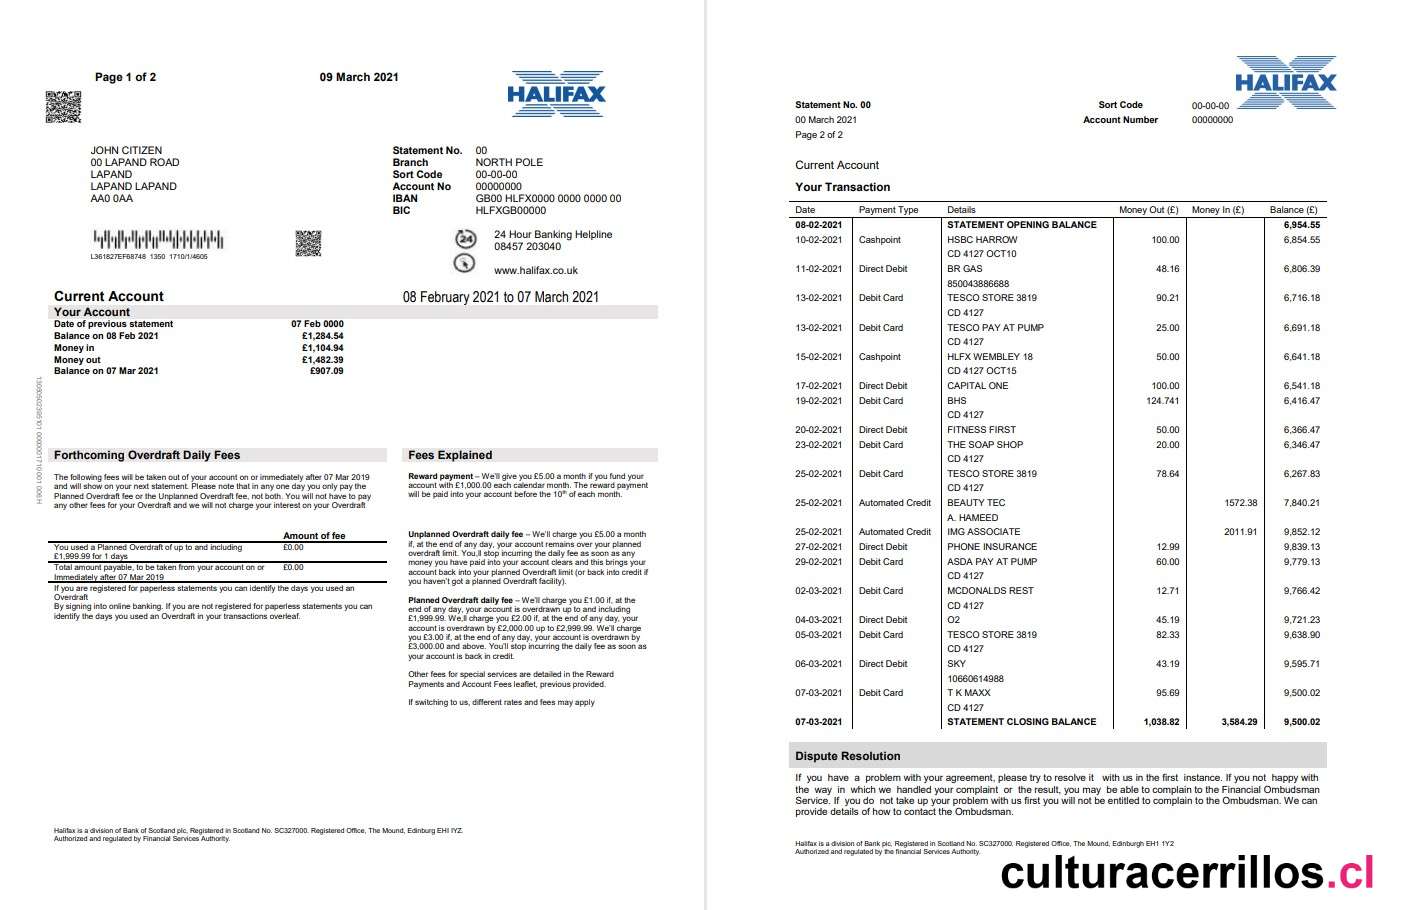 Page 1 of 2
09 March 2021
HALIFAX
JOHN CITIZEN
00 LAPAND ROAD
LAPAND
LAPAND LAPAND
AA0 0AA
Statement No. 00
Branch NORTH POLE
Sort Code 00-00-00
Account No 00000000
IBAN GB00 HLFX0000 0000 0000 00
BIC HLFXGB00000
L361827EF68748 1350 1710/1/4605
24
24 Hour Banking Helpline
08457 203040
www.halifax.co.uk
Current Account
08 February 2021 to 07 March 2021
Your Account
Date of previous statement 07 Feb 0000
Balance on 08 Feb 2021 £1,284.54
Money in £1,104.94
Money out £1,482.39
Balance on 07 Mar 2021 £907.09
Forthcoming Overdraft Daily Fees
The following fees will be taken out of your account on or immediately after 07 Mar 2019
and will show on your next statement. Please note that in any one day you only pay the
Planned Overdraft fee or the Unplanned Overdraft fee, not both. You will not have to pay
any other fees for your Overdraft and we will not charge your interest on your Overdraft
Amount of fee
You used a Planned Overdraft of up to and including £0.00
£1,999.99 for 1 days
Total amount payable, to be taken from your account on or £0.00
Immediately after 07 Mar 2019
If you are registered for paperless statements you can identify the days you used an
Overdraft
By signing into online banking. If you are not registered for paperless statements you can
identify the days you used an Overdraft in your transactions overleaf.
Fees Explained
Reward payment – We'll give you £5.00 a month if you fund your
account with £1,000.00 each calendar month. The reward payment
will be paid into your account before the 10th of each month.
Unplanned Overdraft daily fee – We'll charge you £5.00 a month
if, at the end of any day, your account remains over your planned
overdraft limit. You,ll stop incurring the daily fee as soon as any
money you have paid into your account clears and this brings your
account back into your planned Overdraft limit (or back into credit if
you haven't got a planned Overdraft facility).
Planned Overdraft daily fee – We'll charge you £1.00 if, at the
end of any day, your account is overdrawn up to and including
£1,999.99. We,ll charge you £2.00 if, at the end of any day, your
account is overdrawn by £2,000.00 up to £2,999.99. We'll charge
you £3.00 if, at the end of any day, your account is overdrawn by
£3,000.00 and above. You'll stop incurring the daily fee as soon as
your account is back in credit.
Other fees for special services are detailed in the Reward
Payments and Account Fees leaflet, previous provided.
If switching to us, different rates and fees may apply
Halifax is a division of Bank of Scotland plc, Registered in Scotland No. SC327000. Registered Office, The Mound, Edinburg EHI IYZ.
Authorized and regulated by Financial Services Authority.
HALIFAX
Statement No. 00
00 March 2021
Page 2 of 2
Sort Code 00-00-00
Account Number 00000000
Current Account
Your Transaction
Date Payment Type Details Money Out (£) Money In (£) Balance (£)
08-02-2021 STATEMENT OPENING BALANCE 6,954.55
10-02-2021 Cashpoint HSBC HARROW 100.00 6,854.55
CD 4127 OCT10
11-02-2021 Direct Debit BR GAS 48.16 6,806.39
850043886688
13-02-2021 Debit Card TESCO STORE 3819 90.21 6,716.18
CD 4127
13-02-2021 Debit Card TESCO PAY AT PUMP 25.00 6,691.18
CD 4127
15-02-2021 Cashpoint HLFX WEMBLEY 18 50.00 6,641.18
CD 4127 OCT15
17-02-2021 Direct Debit CAPITAL ONE 100.00 6,541.18
19-02-2021 Debit Card BHS 124.741 6,416.47
CD 4127
20-02-2021 Direct Debit FITNESS FIRST 50.00 6,366.47
23-02-2021 Debit Card THE SOAP SHOP 20.00 6,346.47
CD 4127
25-02-2021 Debit Card TESCO STORE 3819 78.64 6,267.83
CD 4127
25-02-2021 Automated Credit BEAUTY TEC 1572.38 7,840.21
A. HAMEED
25-02-2021 Automated Credit IMG ASSOCIATE 2011.91 9,852.12
27-02-2021 Direct Debit PHONE INSURANCE 12.99 9,839.13
29-02-2021 Debit Card ASDA PAY AT PUMP 60.00 9,779.13
CD 4127
02-03-2021 Debit Card MCDONALDS REST 12.71 9,766.42
CD 4127
04-03-2021 Direct Debit O2 45.19 9,721.23
05-03-2021 Debit Card TESCO STORE 3819 82.33 9,638.90
CD 4127
06-03-2021 Direct Debit SKY 43.19 9,595.71
10660614988
07-03-2021 Debit Card T K MAXX 95.69 9,500.02
CD 4127
07-03-2021 STATEMENT CLOSING BALANCE 1,038.82 3,584.29 9,500.02
Dispute Resolution
If you have a problem with your agreement, please try to resolve it with us in the first instance. If you not happy with
the way in which we handled your complaint or the result, you may be able to complain to the Financial Ombudsman
Service. If you do not take up your problem with us first you will not be entitled to complain to the Ombudsman. We can
provide details of how to contact the Ombudsman.
Halifax is a division of Bank pic, Registered in Scotland No. SC327000. Registered Office, The Mound, Edinburgh EH1 1Y2
Authorized and regulated by the financial Services Authority.
culturacerrillos.cl